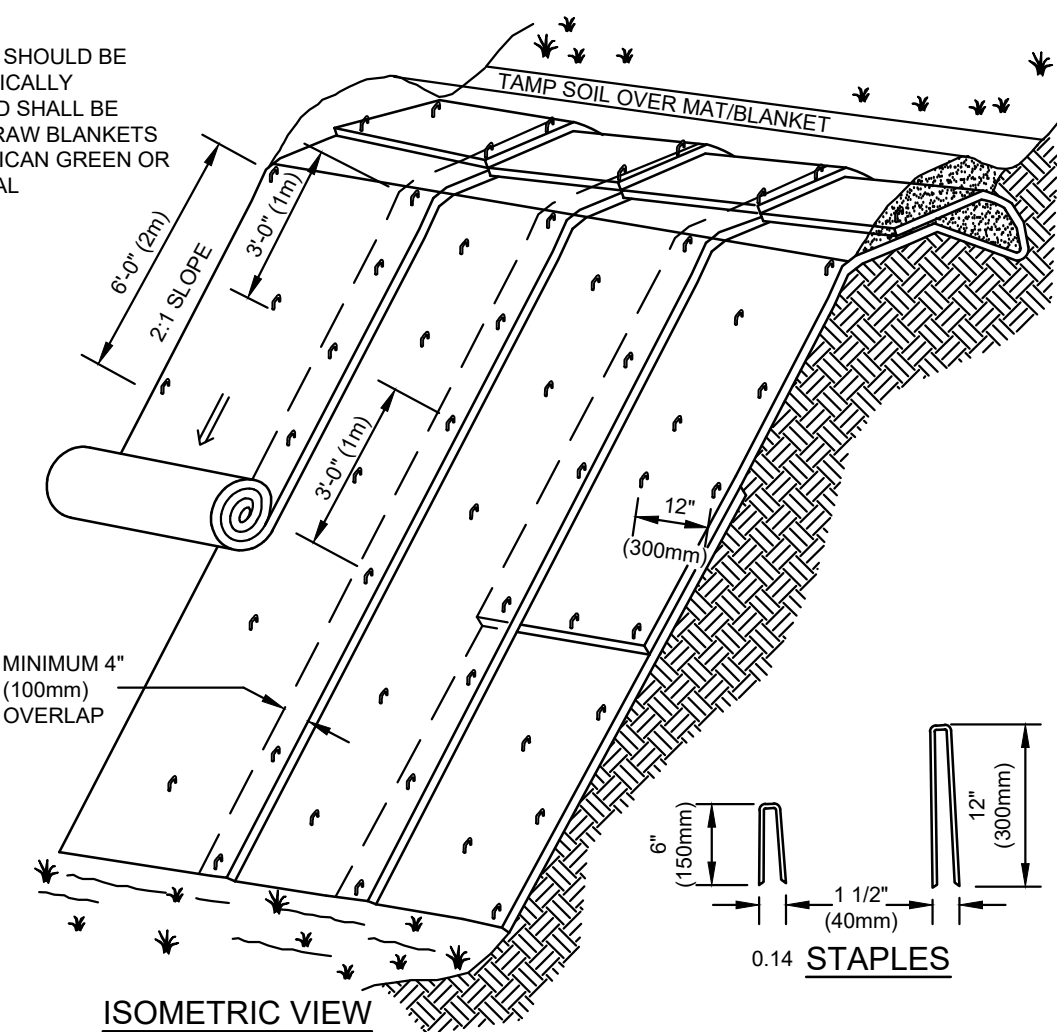 SHOULD BE
ICALLY
D SHALL BE
RAW BLANKETS
ICAN GREEN OR
AL
TAMP SOIL OVER MAT/BLANKET
6'-0" (2m)
3'-0" (1m)
2:1 SLOPE
3'-0" (1m)
12"
(300mm)
MINIMUM 4"
(100mm)
OVERLAP
6"
(150mm)
12"
(300mm)
1 1/2"
(40mm)
0.14 STAPLES
ISOMETRIC VIEW